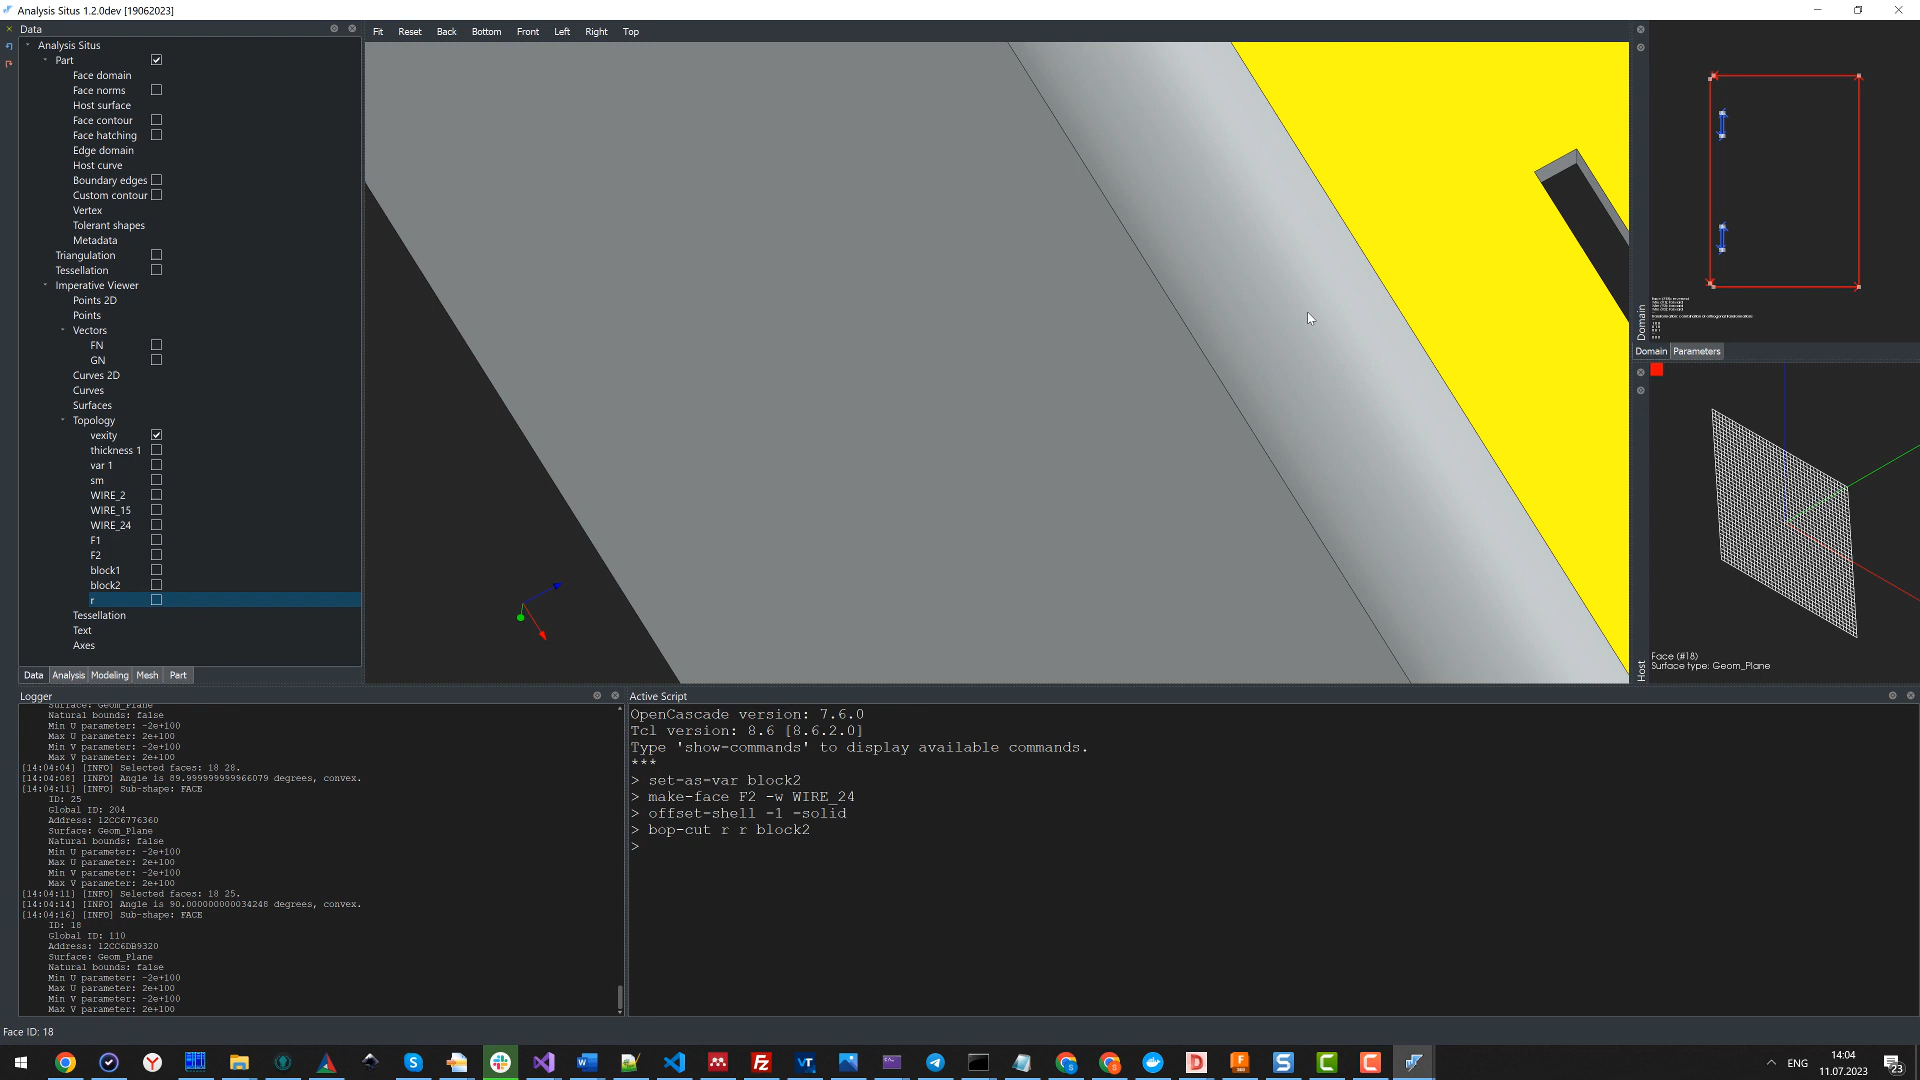 Analysis Situs 1.2.0dev [19062023]
Data
Analysis Situs
Part
Face domain
Face norms
Host surface
Face contour
Face hatching
Edge domain
Host curve
Boundary edges
Custom contour
Vertex
Tolerant shapes
Metadata
Triangulation
Tessellation
Imperative Viewer
Points 2D
Points
Vectors
FN
GN
Curves 2D
Curves
Surfaces
Topology
vexity
thickness 1
var 1
sm
WIRE_2
WIRE_15
WIRE_24
F1
F2
block1
block2
r
Tessellation
Text
Axes
Data Analysis Modeling Mesh Part
Fit Reset Back Bottom Front Left Right Top
Domain
Domain Parameters
Face (#18)
Surface type: Geom_Plane
Host
Logger
Surface: Geom_Plane
Natural bounds: false
Min U parameter: -2e+100
Max U parameter: 2e+100
Min V parameter: -2e+100
Max V parameter: 2e+100
[14:04:04] [INFO] Selected faces: 18 28.
[14:04:08] [INFO] Angle is 89.999999999966079 degrees, convex.
[14:04:11] [INFO] Sub-shape: FACE
ID: 25
Global ID: 204
Address: 12CC6776360
Surface: Geom_Plane
Natural bounds: false
Min U parameter: -2e+100
Max U parameter: 2e+100
Min V parameter: -2e+100
Max V parameter: 2e+100
[14:04:11] [INFO] Selected faces: 18 25.
[14:04:14] [INFO] Angle is 90.000000000034248 degrees, convex.
[14:04:16] [INFO] Sub-shape: FACE
ID: 18
Global ID: 110
Address: 12CC6DB9320
Surface: Geom_Plane
Natural bounds: false
Min U parameter: -2e+100
Max U parameter: 2e+100
Min V parameter: -2e+100
Max V parameter: 2e+100
Active Script
OpenCascade version: 7.6.0
Tcl version: 8.6 [8.6.2.0]
Type 'show-commands' to display available commands.
***
> set-as-var block2
> make-face F2 -w WIRE_24
> offset-shell -1 -solid
> bop-cut r r block2
>
Face ID: 18
ENG
14:04
11.07.2023
23